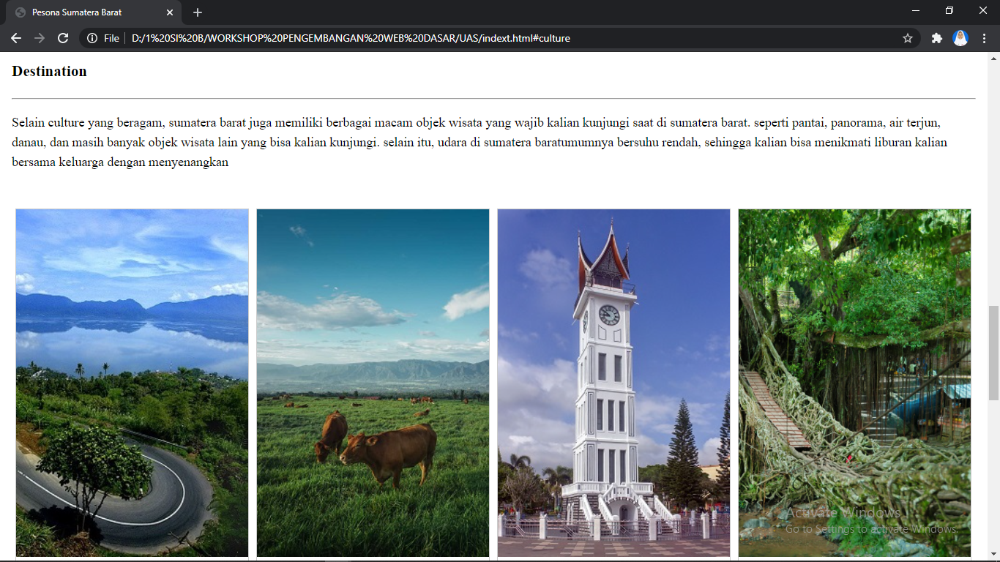 Pesona Sumatera Barat
File
D:/1%20SI%20B/WORKSHOP%20PENGEMBANGAN%20WEB%20DASAR/UAS/indext.html#culture
Destination
Selain culture yang beragam, sumatera barat juga memiliki berbagai macam objek wisata yang wajib kalian kunjungi saat di sumatera barat. seperti pantai, panorama, air terjun,
danau, dan masih banyak objek wisata lain yang bisa kalian kunjungi. selain itu, udara di sumatera baratumumnya bersuhu rendah, sehingga kalian bisa menikmati liburan kalian
bersama keluarga dengan menyenangkan
Activate Windows
Go to Settings to activate Windows.